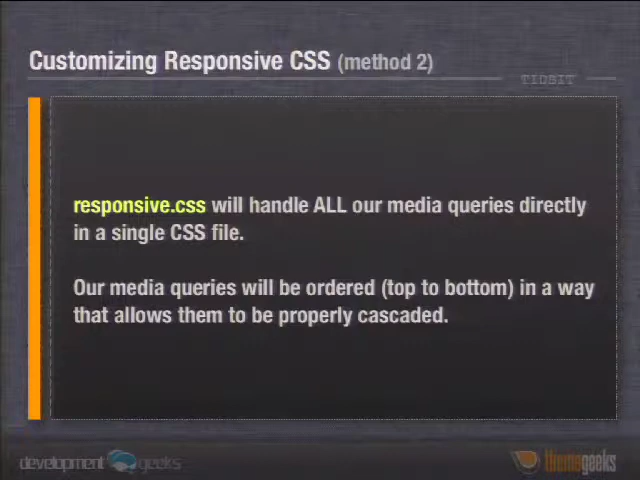 Customizing Responsive CSS (method 2)
TIDBIT
responsive.css will handle ALL our media queries directly
in a single CSS file.
Our media queries will be ordered (top to bottom) in a way
that allows them to be properly cascaded.
development geeks
themegeeks